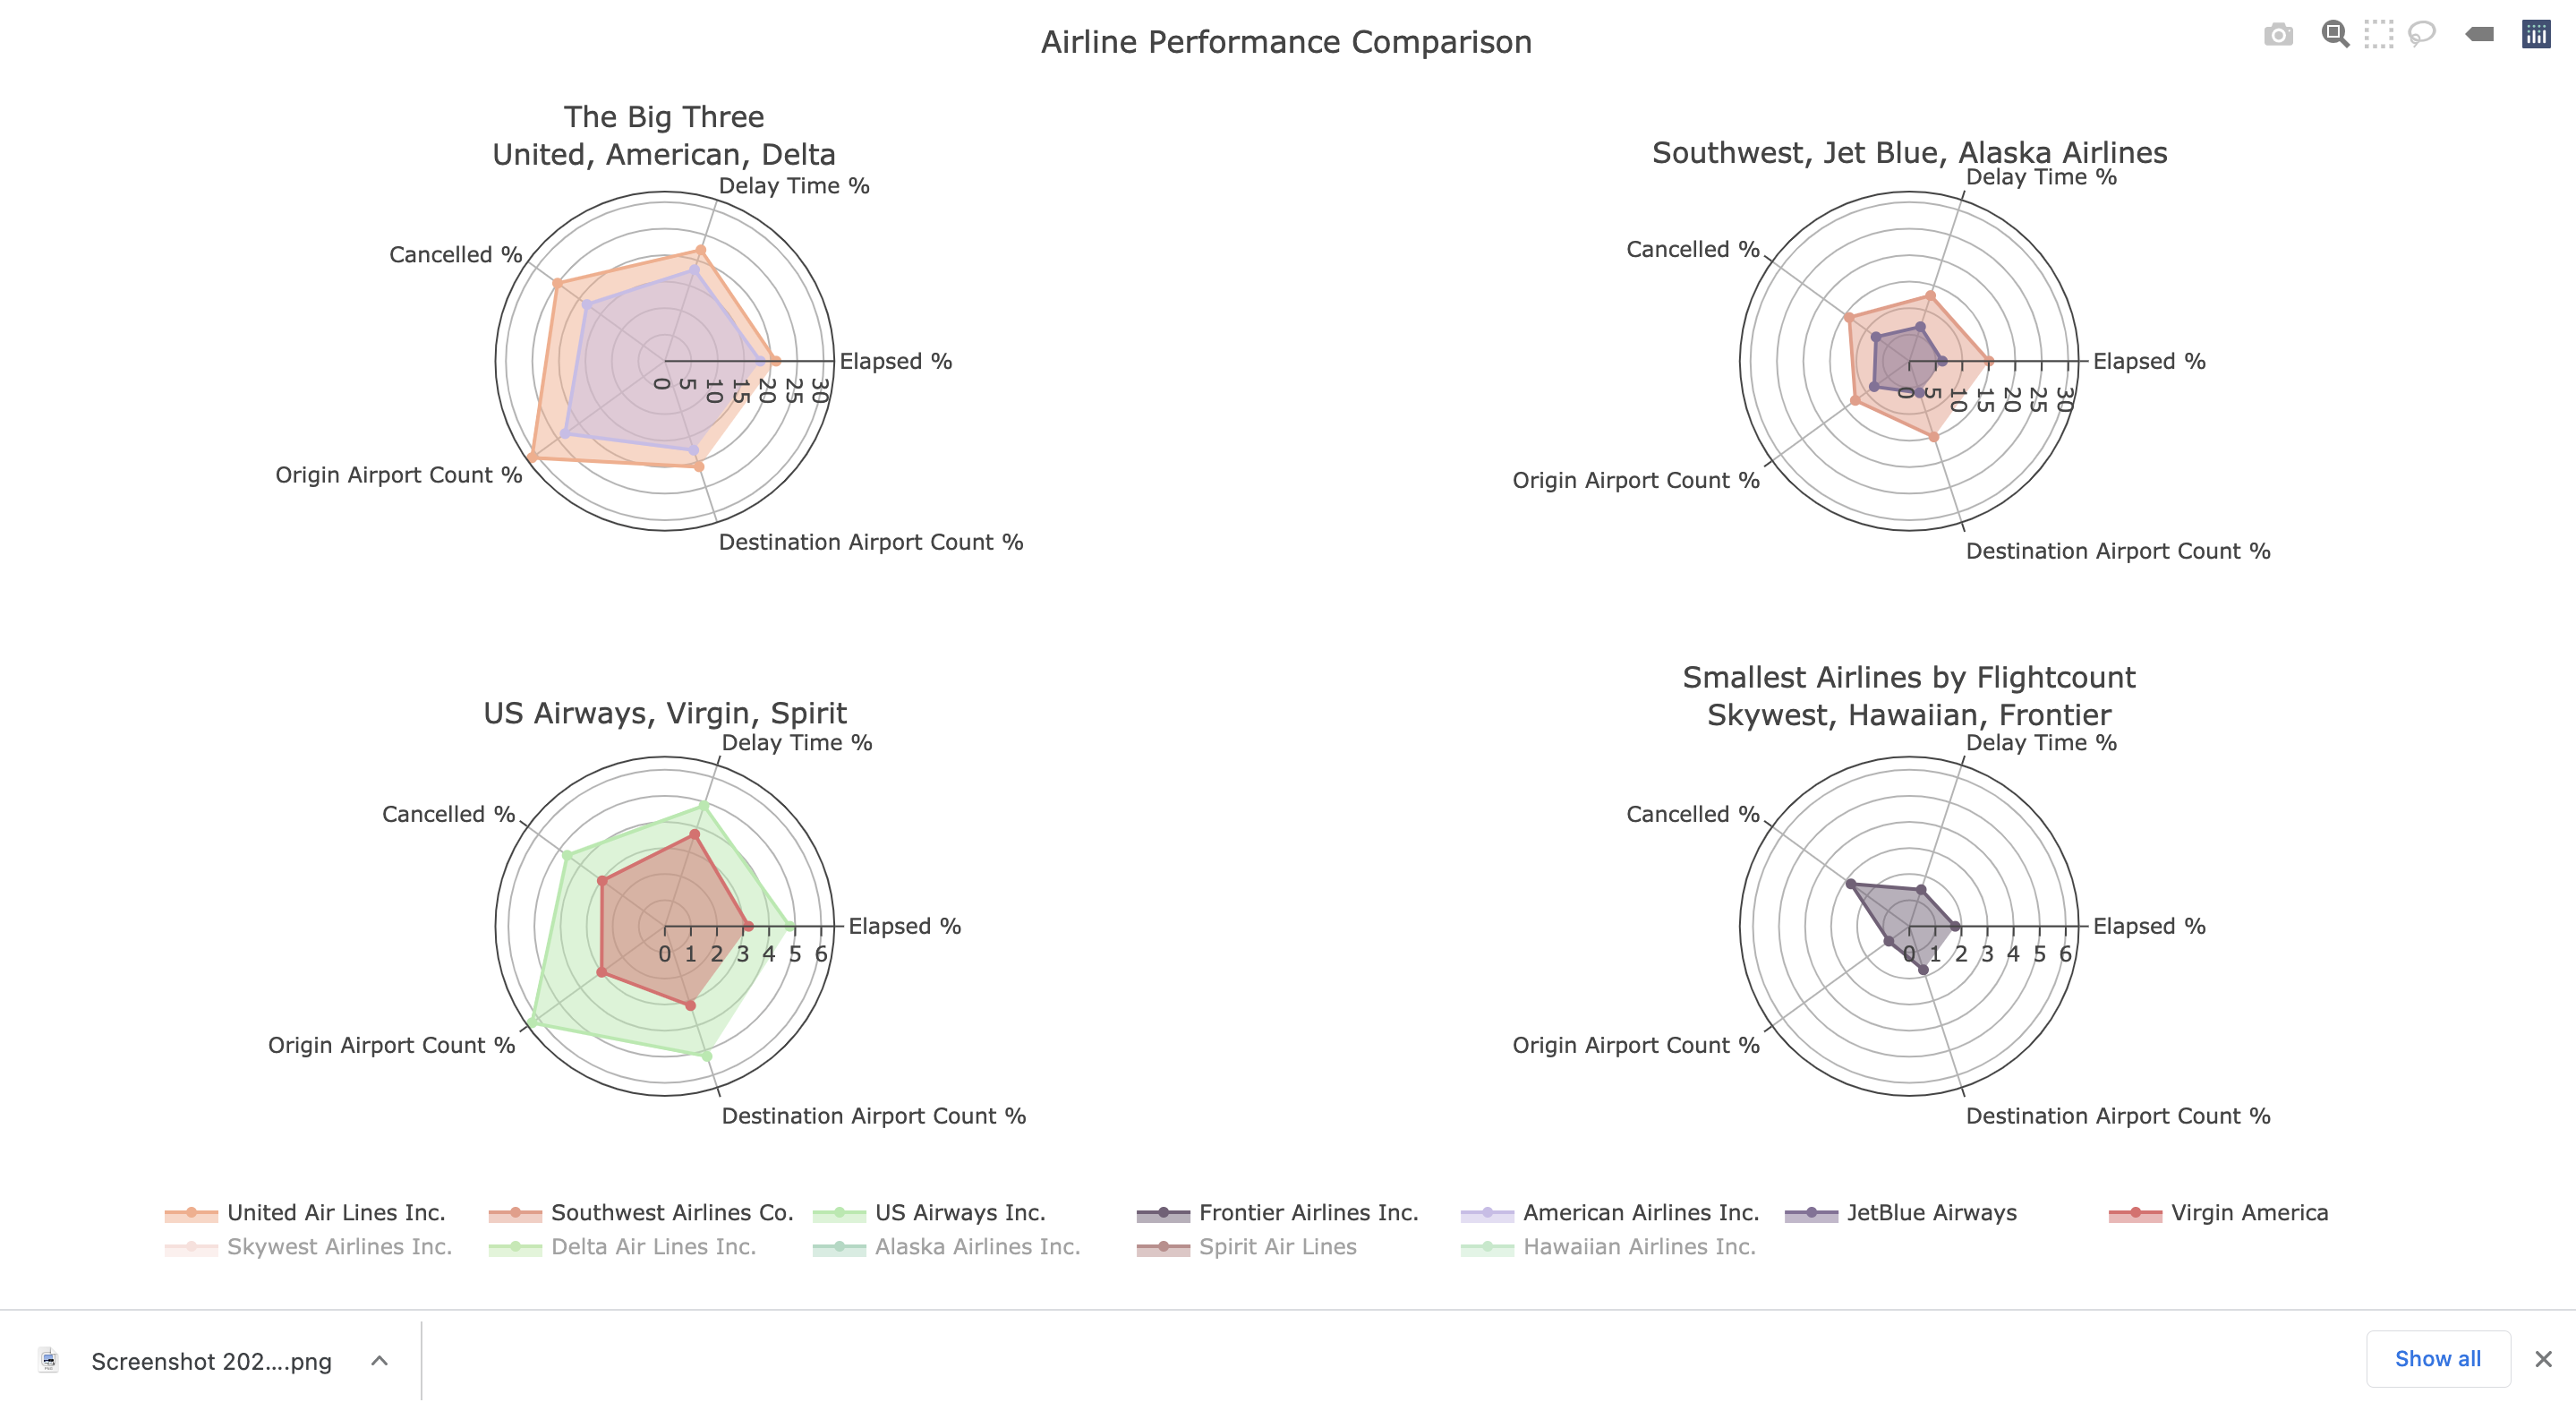 Airline Performance Comparison
The Big Three
United, American, Delta
Delay Time %
Cancelled %
Elapsed %
0 5 10 15 20 25 30
Origin Airport Count %
Destination Airport Count %
Southwest, Jet Blue, Alaska Airlines
Delay Time %
Cancelled %
Elapsed %
0 5 10 15 20 25 30
Origin Airport Count %
Destination Airport Count %
US Airways, Virgin, Spirit
Delay Time %
Cancelled %
Elapsed %
0 1 2 3 4 5 6
Origin Airport Count %
Destination Airport Count %
Smallest Airlines by Flightcount
Skywest, Hawaiian, Frontier
Delay Time %
Cancelled %
Elapsed %
0 1 2 3 4 5 6
Origin Airport Count %
Destination Airport Count %
United Air Lines Inc. Southwest Airlines Co. US Airways Inc. Frontier Airlines Inc. American Airlines Inc. JetBlue Airways Virgin America
Skywest Airlines Inc. Delta Air Lines Inc. Alaska Airlines Inc. Spirit Air Lines Hawaiian Airlines Inc.
Screenshot 202....png
Show all